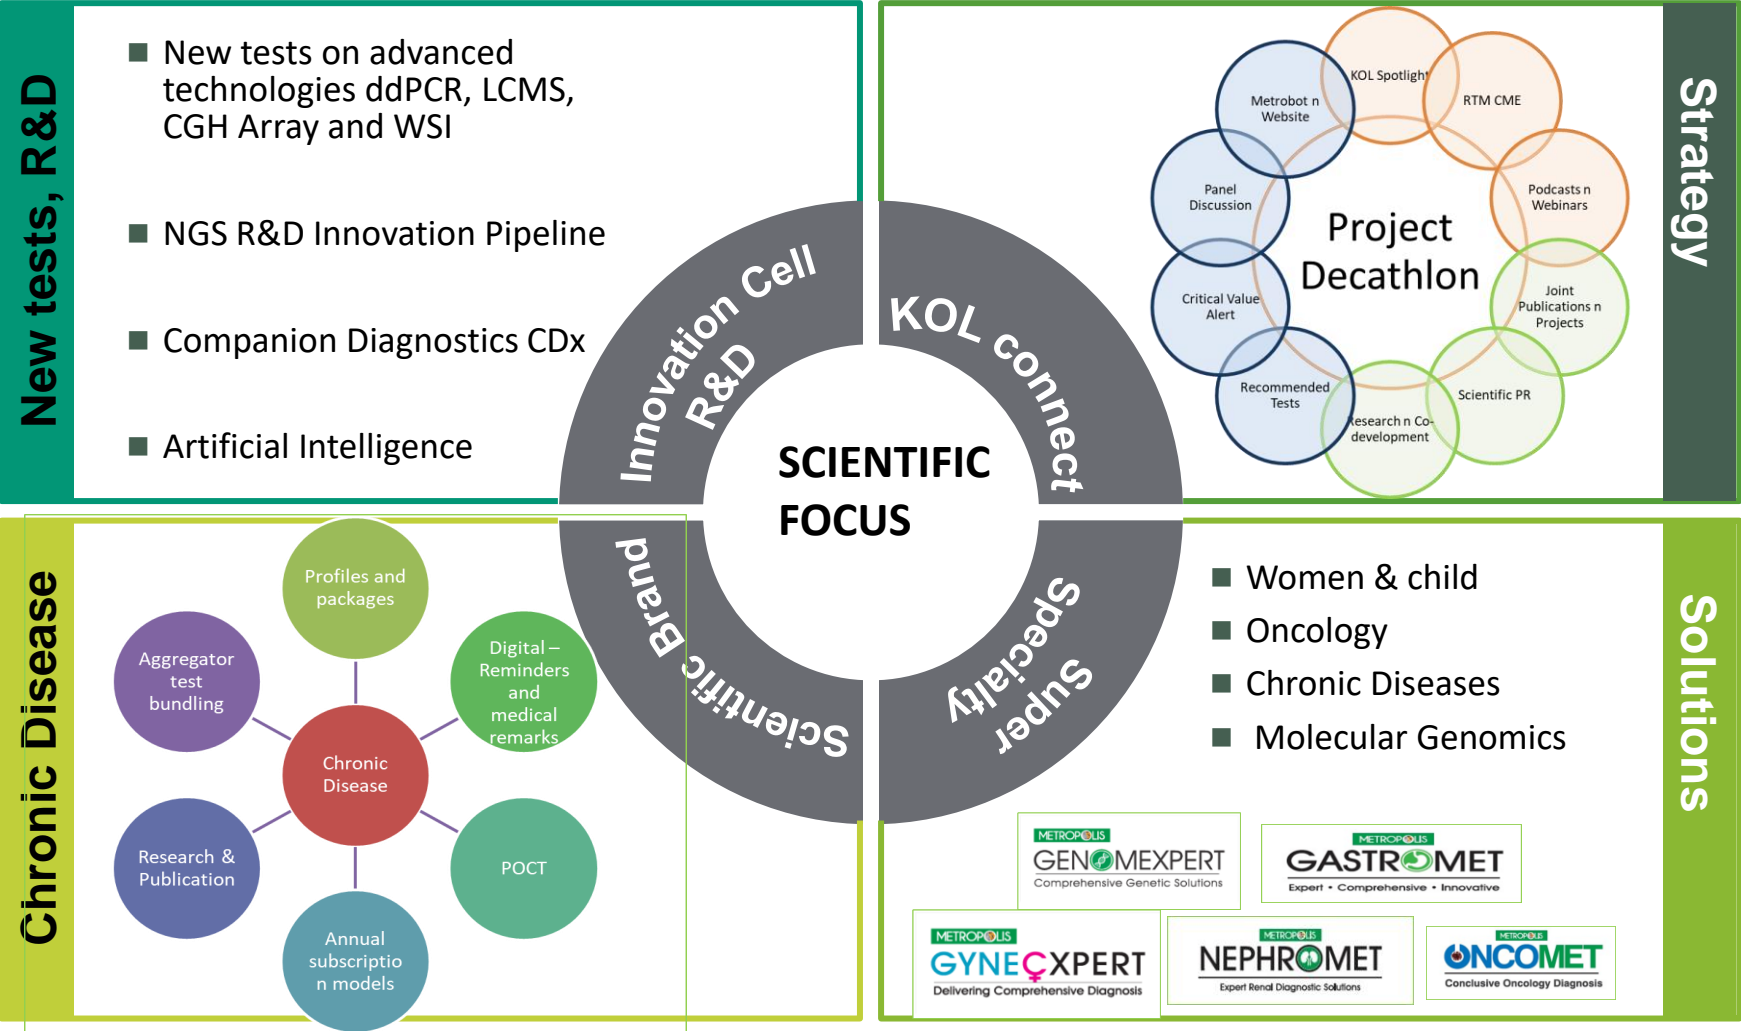 New tests, R&D
New tests on advanced
technologies ddPCR, LCMS,
CGH Array and WSI
NGS R&D Innovation Pipeline
Companion Diagnostics CDx
Artificial Intelligence
Innovation Cell
R&D
KOL connect
Scientific Brand
Super
Specialty
SCIENTIFIC
FOCUS
Strategy
Project
Decathlon
KOL Spotlight
RTM CME
Podcasts n
Webinars
Joint
Publications n
Projects
Scientific PR
Research n Co-
development
Recommended
Tests
Critical Value
Alert
Panel
Discussion
Metrobot n
Website
Chronic Disease
Profiles and
packages
Digital –
Reminders
and
medical
remarks
POCT
Annual
subscriptio
n models
Research &
Publication
Aggregator
test
bundling
Chronic
Disease
Solutions
Women & child
Oncology
Chronic Diseases
Molecular Genomics
METROPOLIS
GENOMEXPERT
Comprehensive Genetic Solutions
METROPOLIS
GASTROMET
Expert • Comprehensive • Innovative
METROPOLIS
GYNECXPERT
Delivering Comprehensive Diagnosis
METROPOLIS
NEPHROMET
Expert Renal Diagnostic Solutions
METROPOLIS
ONCOMET
Conclusive Oncology Diagnosis